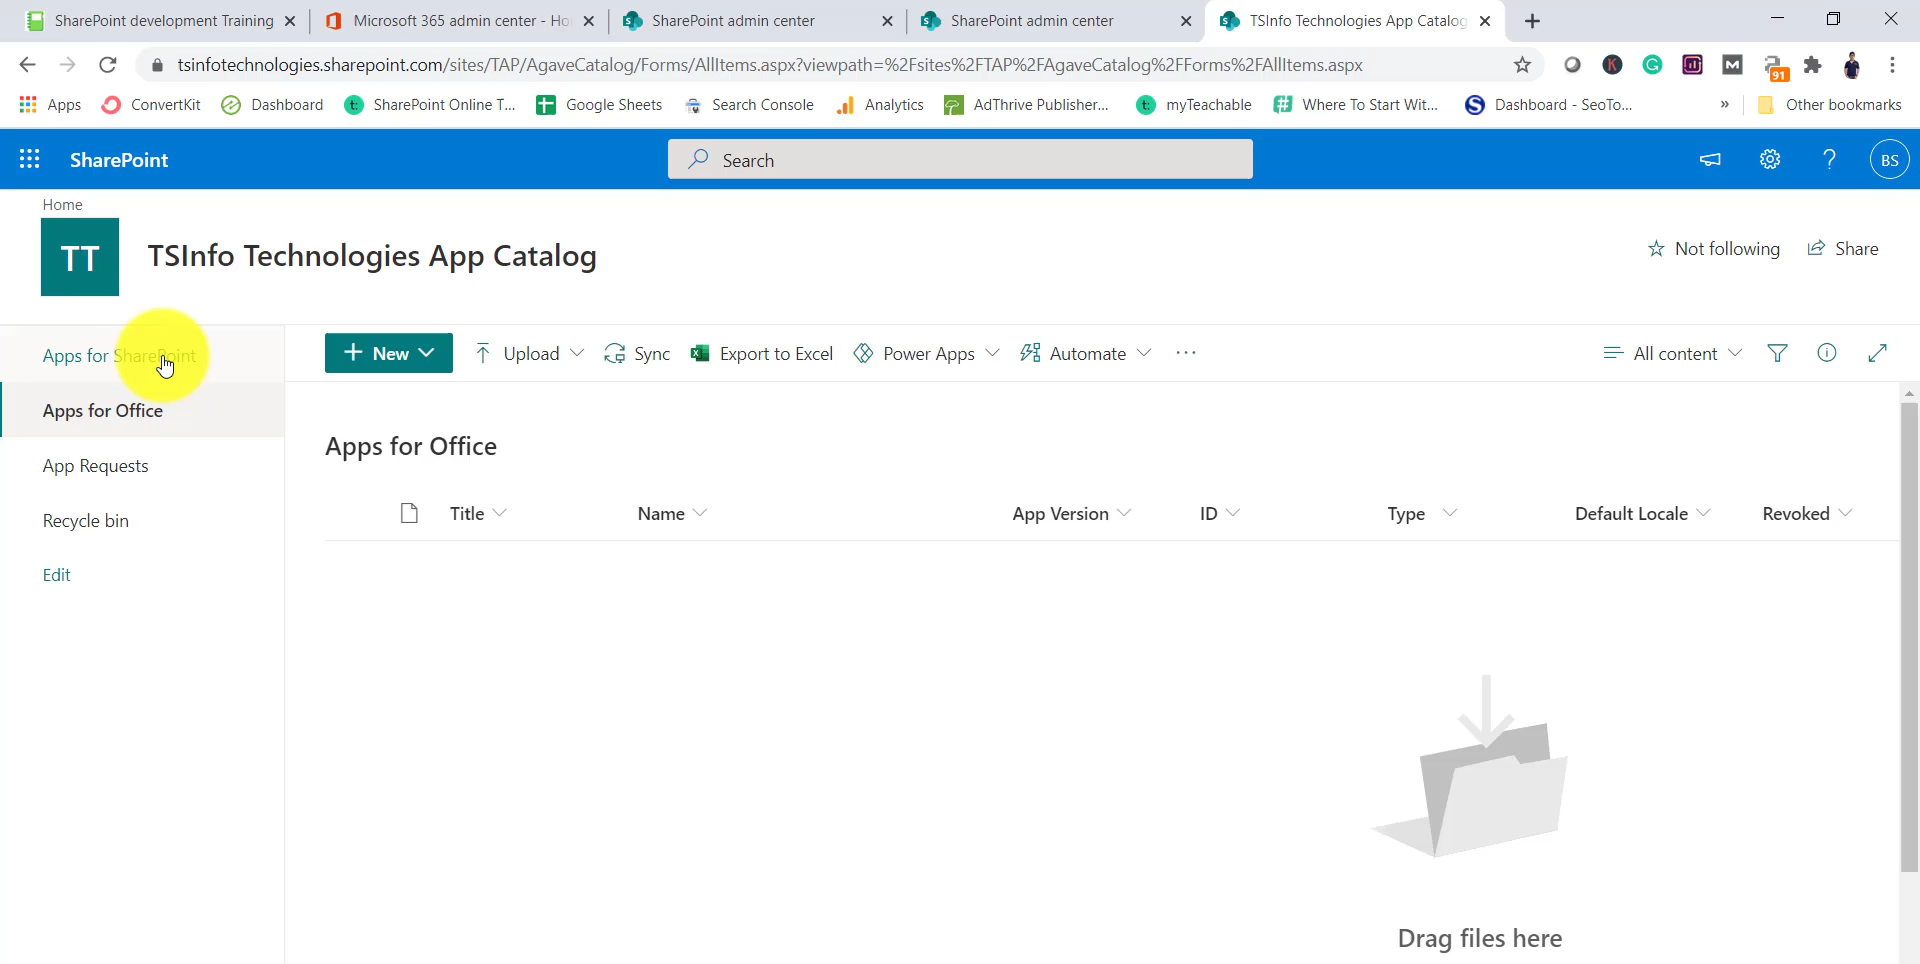 SharePoint development Training
Microsoft 365 admin center - Ho
SharePoint admin center
SharePoint admin center
TSInfo Technologies App Catalog
tsinfotechnologies.sharepoint.com/sites/TAP/AgaveCatalog/Forms/AllItems.aspx?viewpath=%2Fsites%2FTAP%2FAgaveCatalog%2FForms%2FAllItems.aspx
K
G
M
91
Apps
ConvertKit
Dashboard
SharePoint Online T...
Google Sheets
Search Console
Analytics
AdThrive Publisher...
myTeachable
Where To Start Wit...
Dashboard - SeoTo...
»
Other bookmarks
SharePoint
Search
?
BS
Home
TT
TSInfo Technologies App Catalog
Not following
Share
Apps for SharePoint
Apps for Office
App Requests
Recycle bin
Edit
+ New
Upload
Sync
Export to Excel
Power Apps
Automate
...
All content
Apps for Office
Title
Name
App Version
ID
Type
Default Locale
Revoked
Drag files here